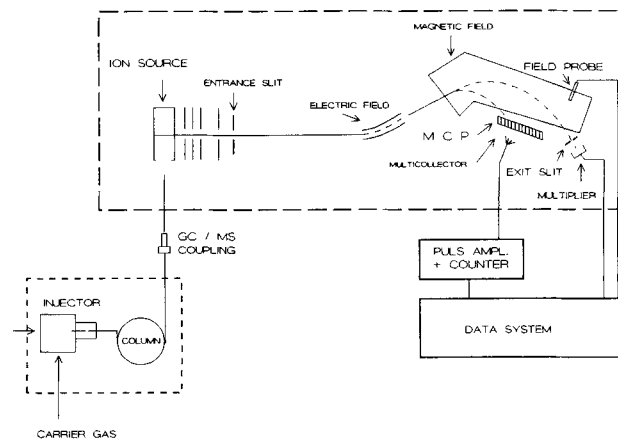 MAGNETIC FIELD
ION SOURCE
FIELD PROBE
ENTRANCE SLIT
ELECTRIC FIELD
M C P
MULTICOLLECTOR
EXIT SLIT
MULTIPLIER
GC / MS
COUPLING
PULS AMPL.
+ COUNTER
INJECTOR
DATA SYSTEM
COLUMN
CARRIER GAS